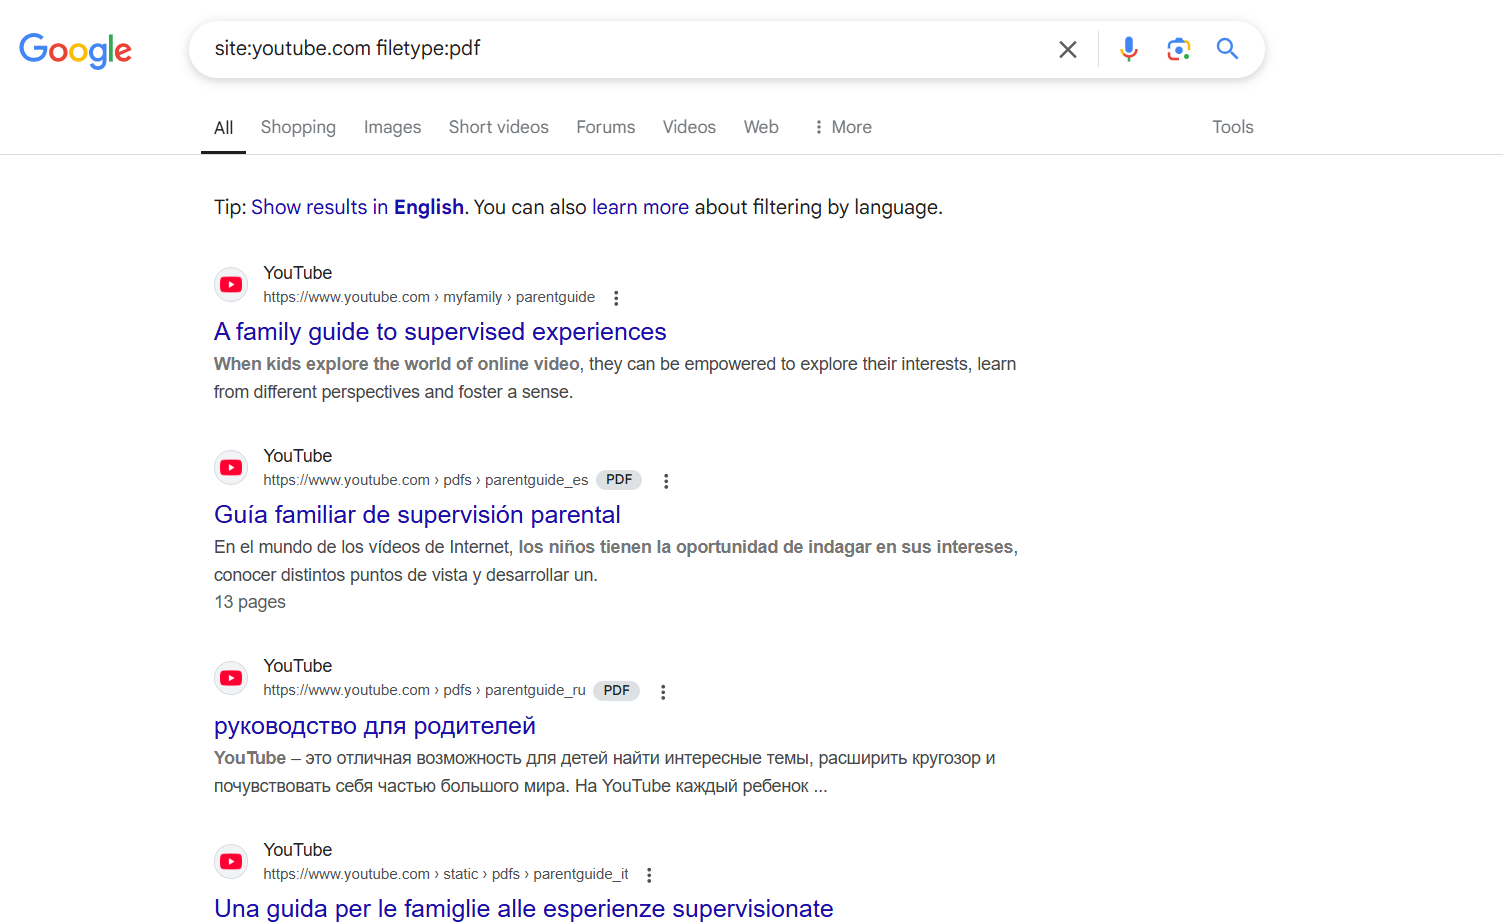 Google
site:youtube.com filetype:pdf
All Shopping Images Short videos Forums Videos Web More Tools
Tip: Show results in English. You can also learn more about filtering by language.
YouTube
https://www.youtube.com › myfamily › parentguide
A family guide to supervised experiences
When kids explore the world of online video, they can be empowered to explore their interests, learn
from different perspectives and foster a sense.
YouTube
https://www.youtube.com › pdfs › parentguide_es PDF
Guía familiar de supervisión parental
En el mundo de los vídeos de Internet, los niños tienen la oportunidad de indagar en sus intereses,
conocer distintos puntos de vista y desarrollar un.
13 pages
YouTube
https://www.youtube.com › pdfs › parentguide_ru PDF
руководство для родителей
YouTube – это отличная возможность для детей найти интересные темы, расширить кругозор и
почувствовать себя частью большого мира. На YouTube каждый ребенок ...
YouTube
https://www.youtube.com › static › pdfs › parentguide_it
Una guida per le famiglie alle esperienze supervisionate